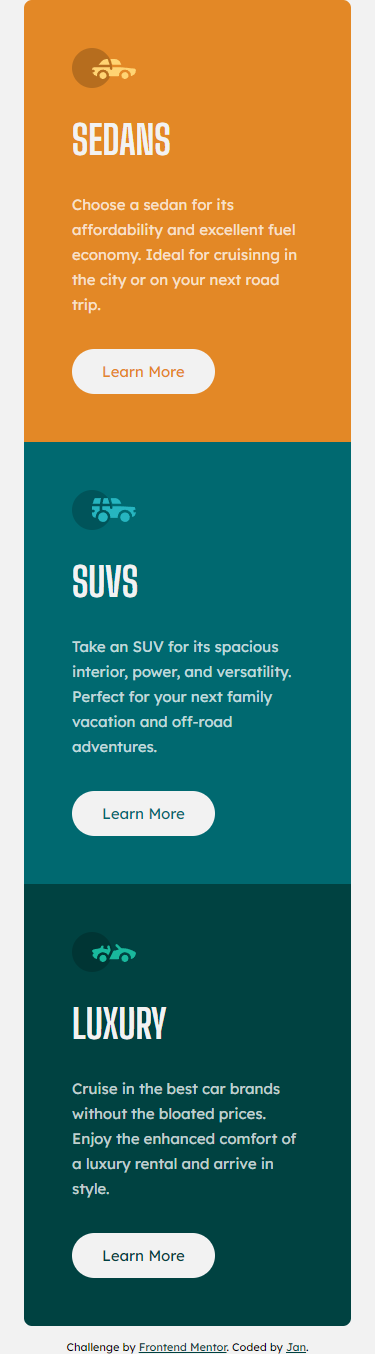 SEDANS
Choose a sedan for its
affordability and excellent fuel
economy. Ideal for cruisinng in
the city or on your next road
trip.
Learn More
SUVS
Take an SUV for its spacious
interior, power, and versatility.
Perfect for your next family
vacation and off-road
adventures.
Learn More
LUXURY
Cruise in the best car brands
without the bloated prices.
Enjoy the enhanced comfort of
a luxury rental and arrive in
style.
Learn More
Challenge by Frontend Mentor. Coded by Jan.